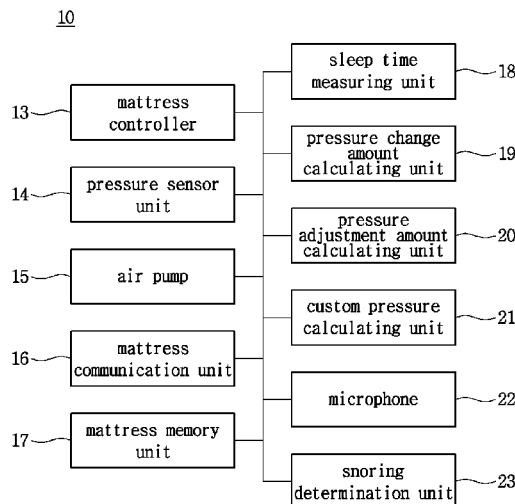 10
13
mattress
controller
14
pressure sensor
unit
15
air pump
16
mattress
communication unit
17
mattress memory
unit
sleep time
measuring unit
18
pressure change
amount
calculating unit
19
pressure
adjustment amount
calculating unit
20
custom pressure
calculating unit
21
microphone
22
snoring
determination unit
23